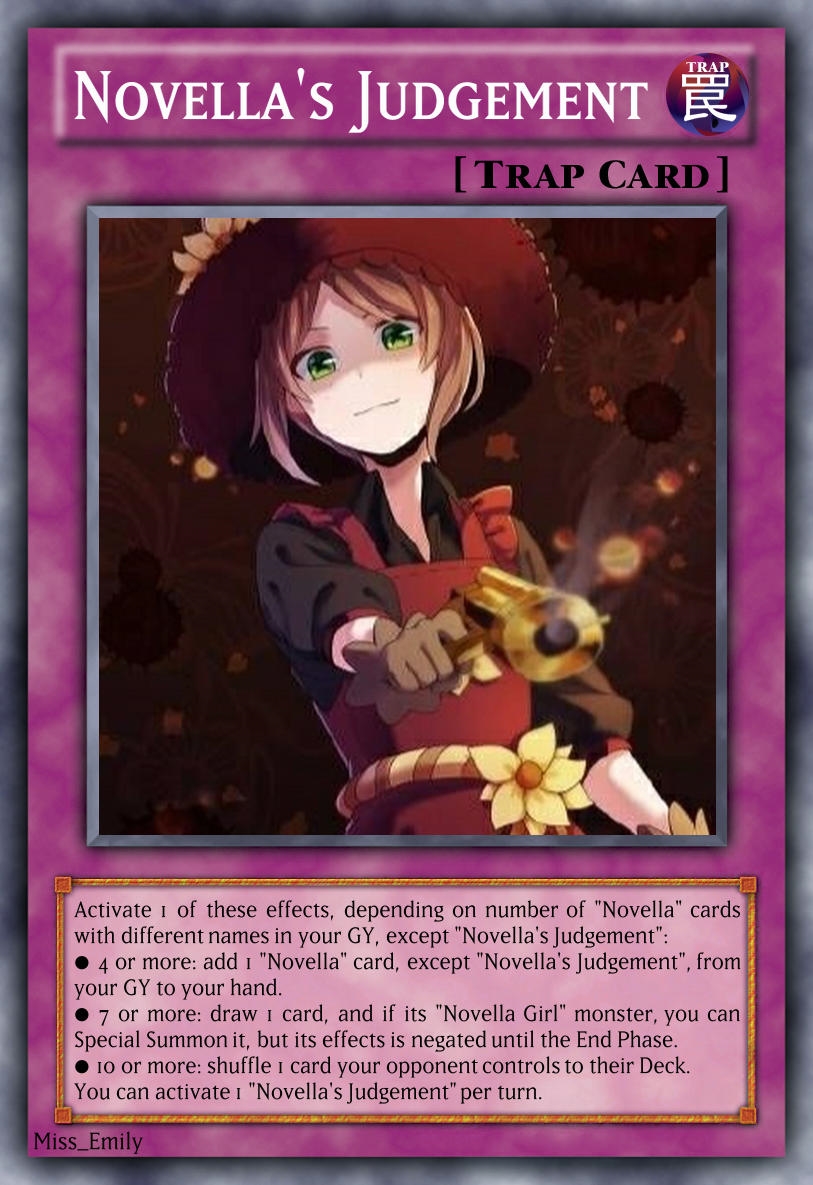 Novella's Judgement
TRAP
罠
[Trap Card]
Activate 1 of these effects, depending on number of "Novella" cards
with different names in your GY, except "Novella's Judgement":
● 4 or more: add 1 "Novella" card, except "Novella's Judgement", from
your GY to your hand.
● 7 or more: draw 1 card, and if its "Novella Girl" monster, you can
Special Summon it, but its effects is negated until the End Phase.
● 10 or more: shuffle 1 card your opponent controls to their Deck.
You can activate 1 "Novella's Judgement" per turn.
Miss_Emily